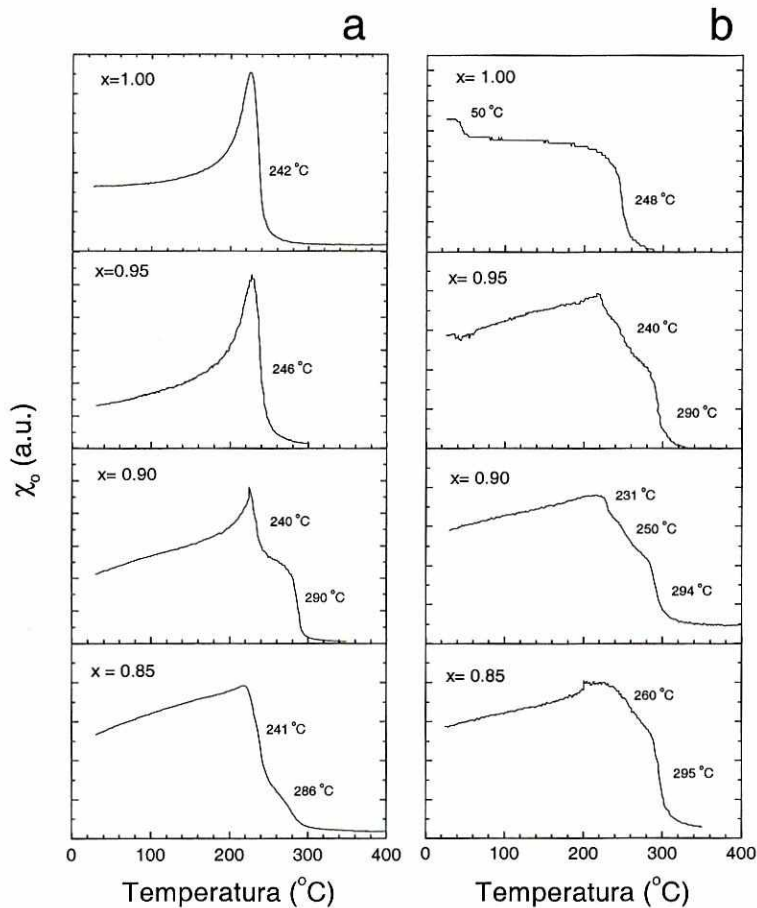 a
b
χₒ (a.u.)
x=1.00
242 °C
x=0.95
246 °C
x= 0.90
240 °C
290 °C
x = 0.85
241 °C
286 °C
0 100 200 300 400
Temperatura (°C)
x= 1.00
50 °C
248 °C
x= 0.95
240 °C
290 °C
x= 0.90
231 °C
250 °C
294 °C
x= 0.85
260 °C
295 °C
0 100 200 300 400
Temperatura (°C)